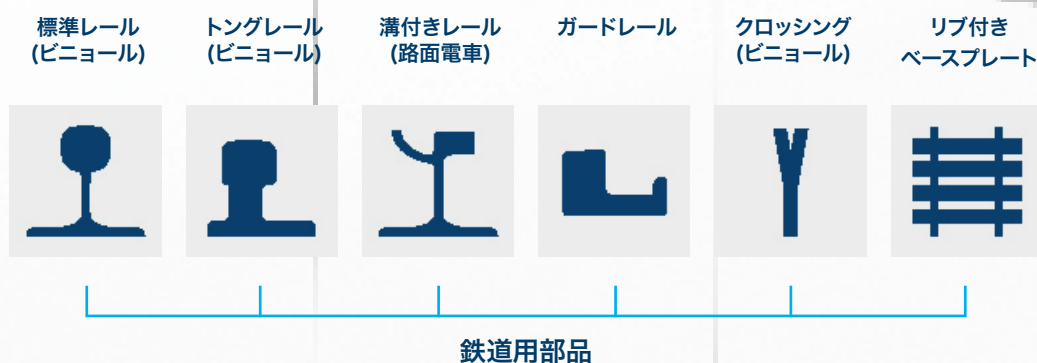 標準レール
(ビニョール)
トングレール
(ビニョール)
溝付きレール
(路面電車)
ガードレール
クロッシング
(ビニョール)
リブ付き
ベースプレート
鉄道用部品